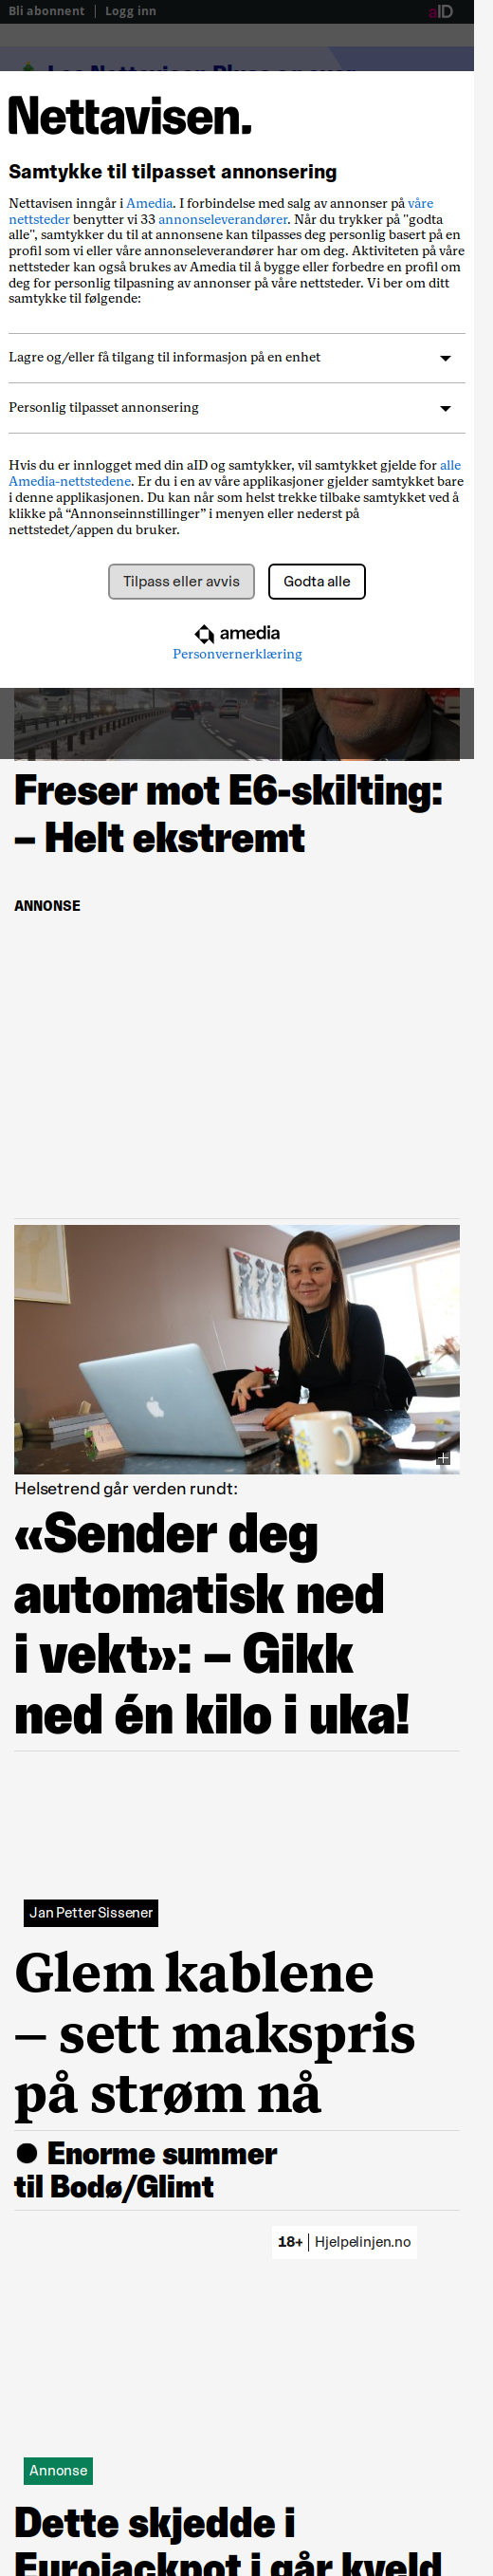 Bli abonnent | Logg inn
aID
Nettavisen.
Samtykke til tilpasset annonsering
Nettavisen inngår i Amedia. I forbindelse med salg av annonser på våre
nettsteder benytter vi 33 annonseleverandører. Når du trykker på "godta
alle", samtykker du til at annonsene kan tilpasses deg personlig basert på en
profil som vi eller våre annonseleverandører har om deg. Aktiviteten på våre
nettsteder kan også brukes av Amedia til å bygge eller forbedre en profil om
deg for personlig tilpasning av annonser på våre nettsteder. Vi ber om ditt
samtykke til følgende:
Lagre og/eller få tilgang til informasjon på en enhet
Personlig tilpasset annonsering
Hvis du er innlogget med din aID og samtykker, vil samtykket gjelde for alle
Amedia-nettstedene. Er du i en av våre applikasjoner gjelder samtykket bare
i denne applikasjonen. Du kan når som helst trekke tilbake samtykket ved å
klikke på “Annonseinnstillinger” i menyen eller nederst på
nettstedet/appen du bruker.
Tilpass eller avvis
Godta alle
amedia
Personvernerklæring
Freser mot E6-skilting:
– Helt ekstremt
ANNONSE
Helsetrend går verden rundt:
«Sender deg
automatisk ned
i vekt»: – Gikk
ned én kilo i uka!
Jan Petter Sissener
Glem kablene
– sett makspris
på strøm nå
● Enorme summer
til Bodø/Glimt
18+ | Hjelpelinjen.no
Annonse
Dette skjedde i
Eurojackpot i går kveld